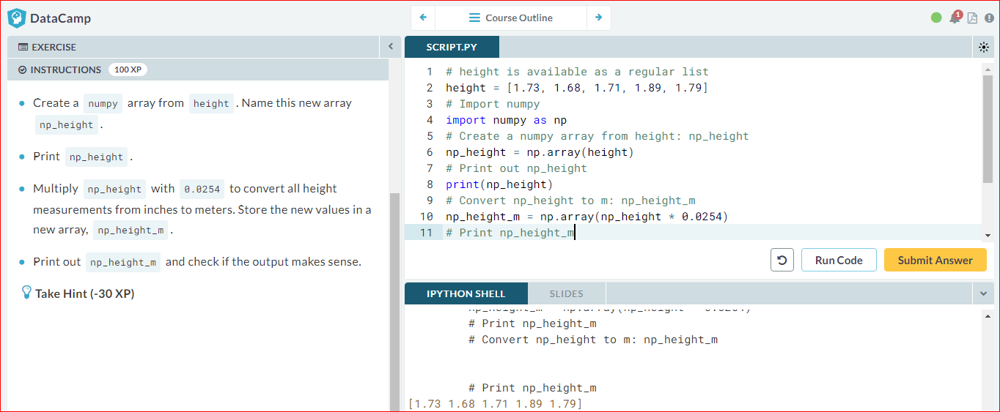 DataCamp
Course Outline
1
EXERCISE
INSTRUCTIONS 100 XP
Create a numpy array from height . Name this new array
np_height .
Print np_height .
Multiply np_height with 0.0254 to convert all height
measurements from inches to meters. Store the new values in a
new array, np_height_m .
Print out np_height_m and check if the output makes sense.
Take Hint (-30 XP)
SCRIPT.PY
1 # height is available as a regular list
2 height = [1.73, 1.68, 1.71, 1.89, 1.79]
3 # Import numpy
4 import numpy as np
5 # Create a numpy array from height: np_height
6 np_height = np.array(height)
7 # Print out np_height
8 print(np_height)
9 # Convert np_height to m: np_height_m
10 np_height_m = np.array(np_height * 0.0254)
11 # Print np_height_m
Run Code Submit Answer
IPYTHON SHELL SLIDES
np_height_m = np.array(np_height * 0.0254)
# Print np_height_m
# Convert np_height to m: np_height_m
# Print np_height_m
[1.73 1.68 1.71 1.89 1.79]